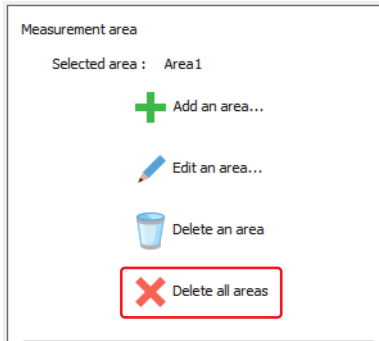 Measurement area
Selected area : Area1
Add an area...
Edit an area...
Delete an area
Delete all areas